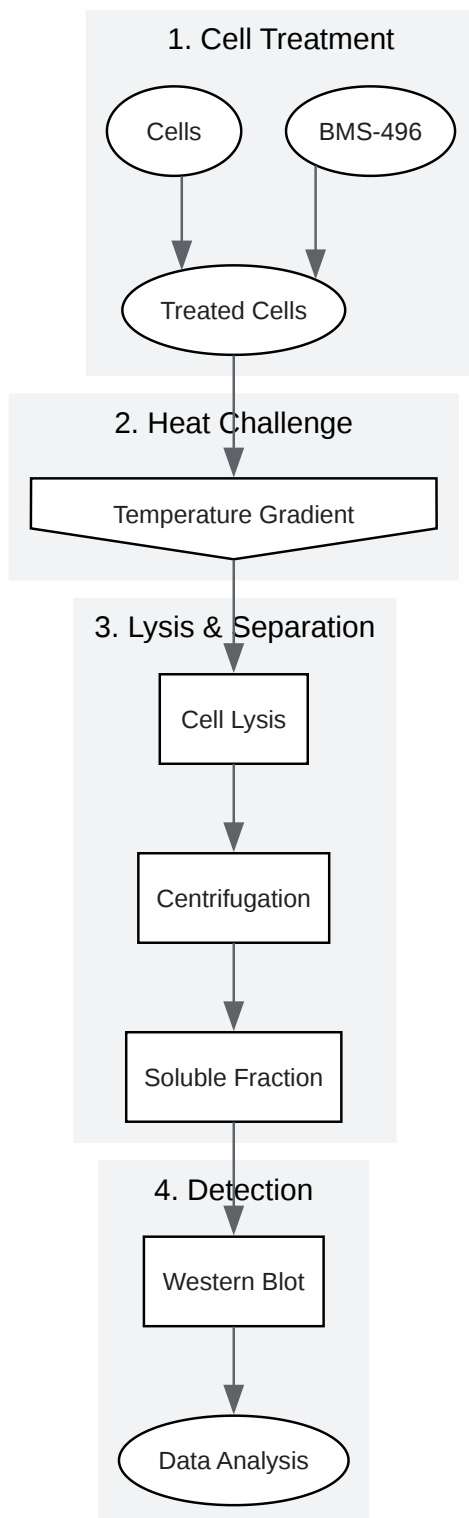 1. Cell Treatment
Cells
BMS-496
Treated Cells
2. Heat Challenge
Temperature Gradient
3. Lysis & Separation
Cell Lysis
Centrifugation
Soluble Fraction
4. Detection
Western Blot
Data Analysis